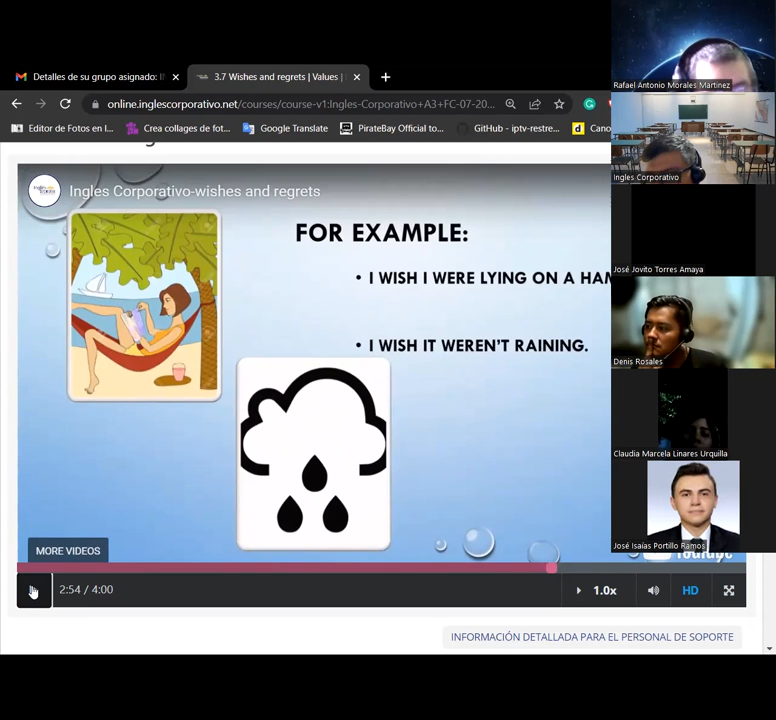 Detalles de su grupo asignado: I
3.7 Wishes and regrets | Values |
online.inglescorporativo.net/courses/course-v1:Ingles-Corporativo+A3+FC-07-20...
Editor de Fotos en l...
Crea collages de fot...
Google Translate
PirateBay Official to...
GitHub - iptv-restre...
Cano
Ingles Corporativo-wishes and regrets
FOR EXAMPLE:
• I WISH I WERE LYING ON A HAM
• I WISH IT WEREN'T RAINING.
MORE VIDEOS
2:54 / 4:00
1.0x
HD
INFORMACIÓN DETALLADA PARA EL PERSONAL DE SOPORTE
Rafael Antonio Morales Martinez
Ingles Corporativo
José Jovito Torres Amaya
Denis Rosales
Claudia Marcela Linares Urquilla
José Isaías Portillo Ramos